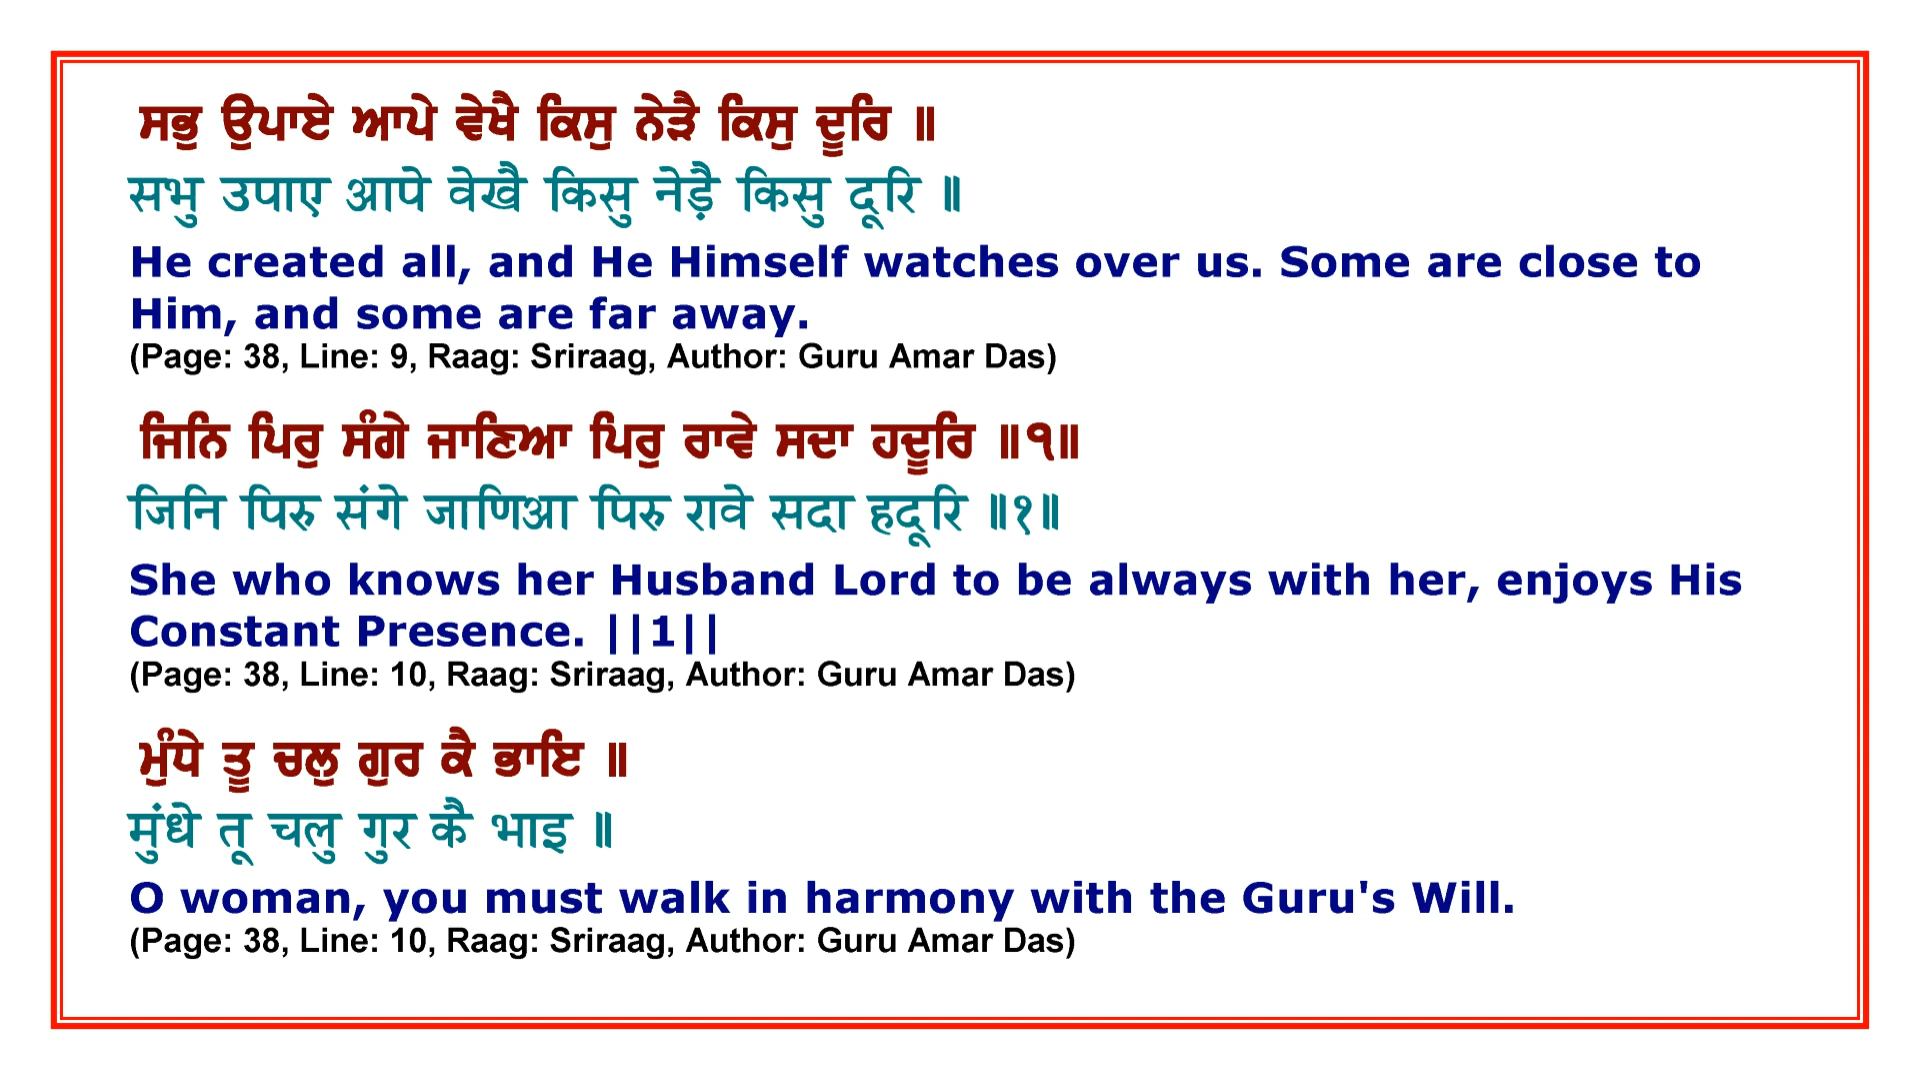 ਸਭੁ ਉਪਾਏ ਆਪੇ ਵੇਖੈ ਕਿਸੁ ਨੇੜੈ ਕਿਸੁ ਦੂਰਿ ॥
सभु उपाए आपे वेखै किसु नेड़ै किसु दूरि ॥
He created all, and He Himself watches over us. Some are close to
Him, and some are far away.
(Page: 38, Line: 9, Raag: Sriraag, Author: Guru Amar Das)
ਜਿਨਿ ਪਿਰੁ ਸੰਗੇ ਜਾਣਿਆ ਪਿਰੁ ਰਾਵੇ ਸਦਾ ਹਦੂਰਿ ॥੧॥
जिनि पिरु संगे जाणिआ पिरु रावे सदा हदूरि ॥१॥
She who knows her Husband Lord to be always with her, enjoys His
Constant Presence. ||1||
(Page: 38, Line: 10, Raag: Sriraag, Author: Guru Amar Das)
ਮੁੰਧੇ ਤੂ ਚਲੁ ਗੁਰ ਕੈ ਭਾਇ ॥
मुंधे तू चलु गुर कै भाइ ॥
O woman, you must walk in harmony with the Guru's Will.
(Page: 38, Line: 10, Raag: Sriraag, Author: Guru Amar Das)